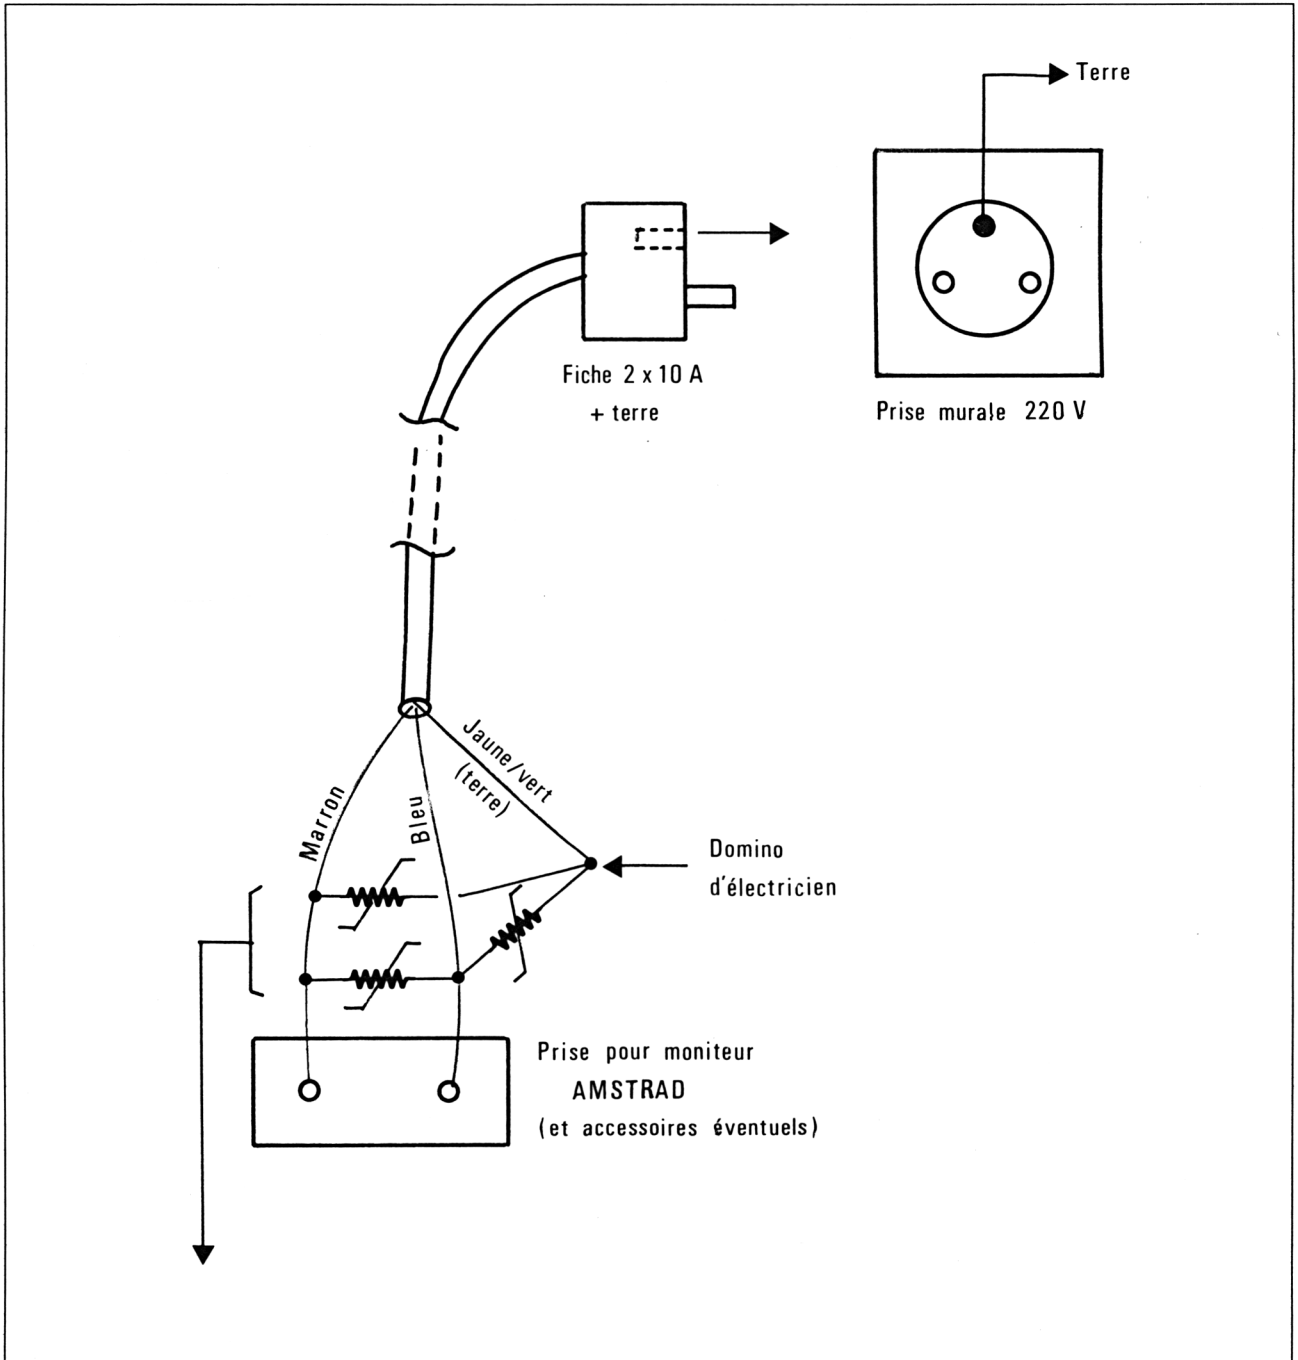 Terre
Fiche 2 x 10 A
+ terre
Prise murale 220 V
Jaune/vert
(terre)
Marron
Bleu
Domino
d'électricien
Prise pour moniteur
AMSTRAD
(et accessoires éventuels)